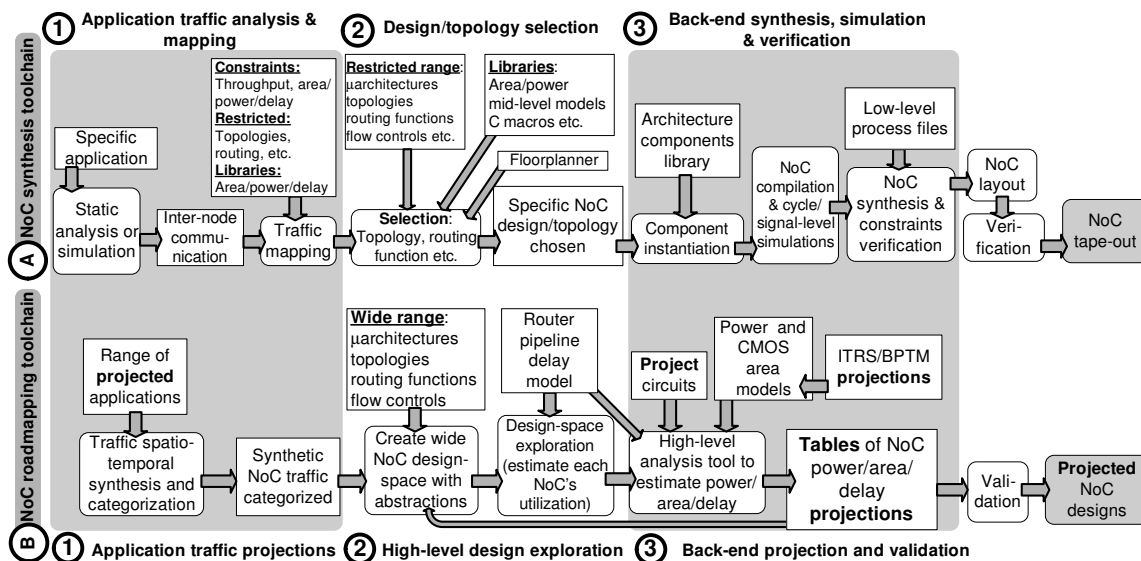 1 Application traffic analysis &
mapping
2 Design/topology selection
3 Back-end synthesis, simulation
& verification
A NoC synthesis toolchain
Specific
application
Static
analysis or
simulation
Inter-node
commu-
nication
Constraints:
Throughput, area/
power/delay
Restricted:
Topologies,
routing, etc.
Libraries:
Area/power/delay
Traffic
mapping
Restricted range:
µarchitectures
topologies
routing functions
flow controls etc.
Libraries:
Area/power
mid-level models
C macros etc.
Floorplanner
Selection:
Topology, routing
function etc.
Specific NoC
design/topology
chosen
Architecture
components
library
Component
instantiation
NoC
compilation
& cycle/
signal-level
simulations
Low-level
process files
NoC
synthesis &
constraints
verification
NoC
layout
Veri-
fication
NoC
tape-out
B NoC roadmapping toolchain
Range of
projected
applications
Traffic spatio-
temporal
synthesis and
categorization
Synthetic
NoC traffic
categorized
Wide range:
µarchitectures
topologies
routing functions
flow controls
Create wide
NoC design-
space with
abstractions
Router
pipeline
delay
model
Design-space
exploration
(estimate each
NoC's
utilization)
Project
circuits
Power and
CMOS
area
models
ITRS/BPTM
projections
High-level
analysis tool to
estimate power/
area/delay
Tables of NoC
power/area/
delay
projections
Vali-
dation
Projected
NoC
designs
1 Application traffic projections
2 High-level design exploration
3 Back-end projection and validation